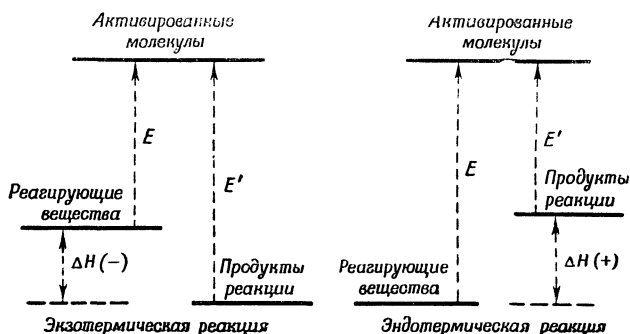 Активированные
молекулы
E
E'
Реагирующие
вещества
ΔH (−)
Продукты
реакции
Экзотермическая реакция
Активированные
молекулы
E
E'
Продукты
реакции
ΔH (+)
Реагирующие
вещества
Эндотермическая реакция